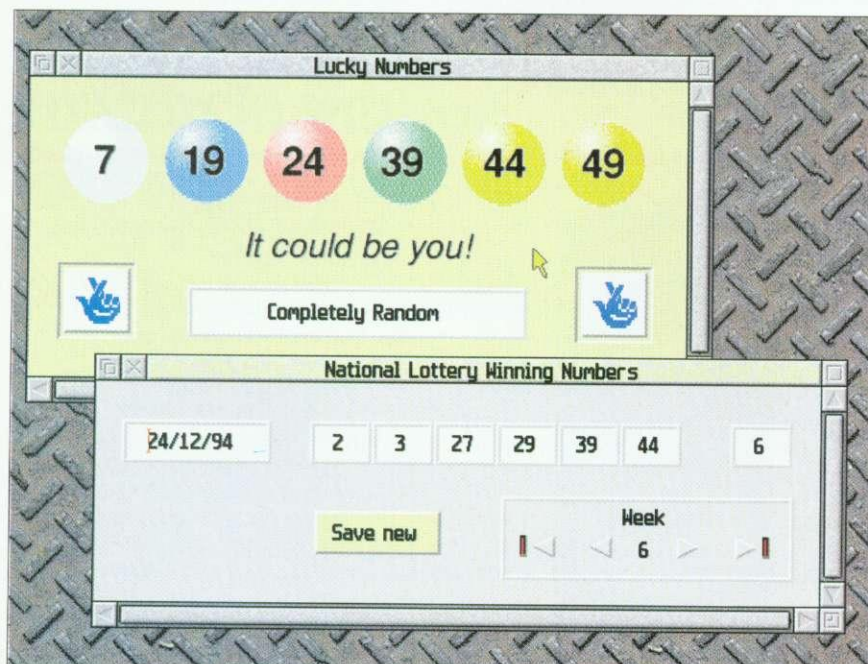 Lucky Numbers
7 19 24 39 44 49
It could be you!
Completely Random
National Lottery Winning Numbers
24/12/94 2 3 27 29 39 44 6
Save new
Week
6